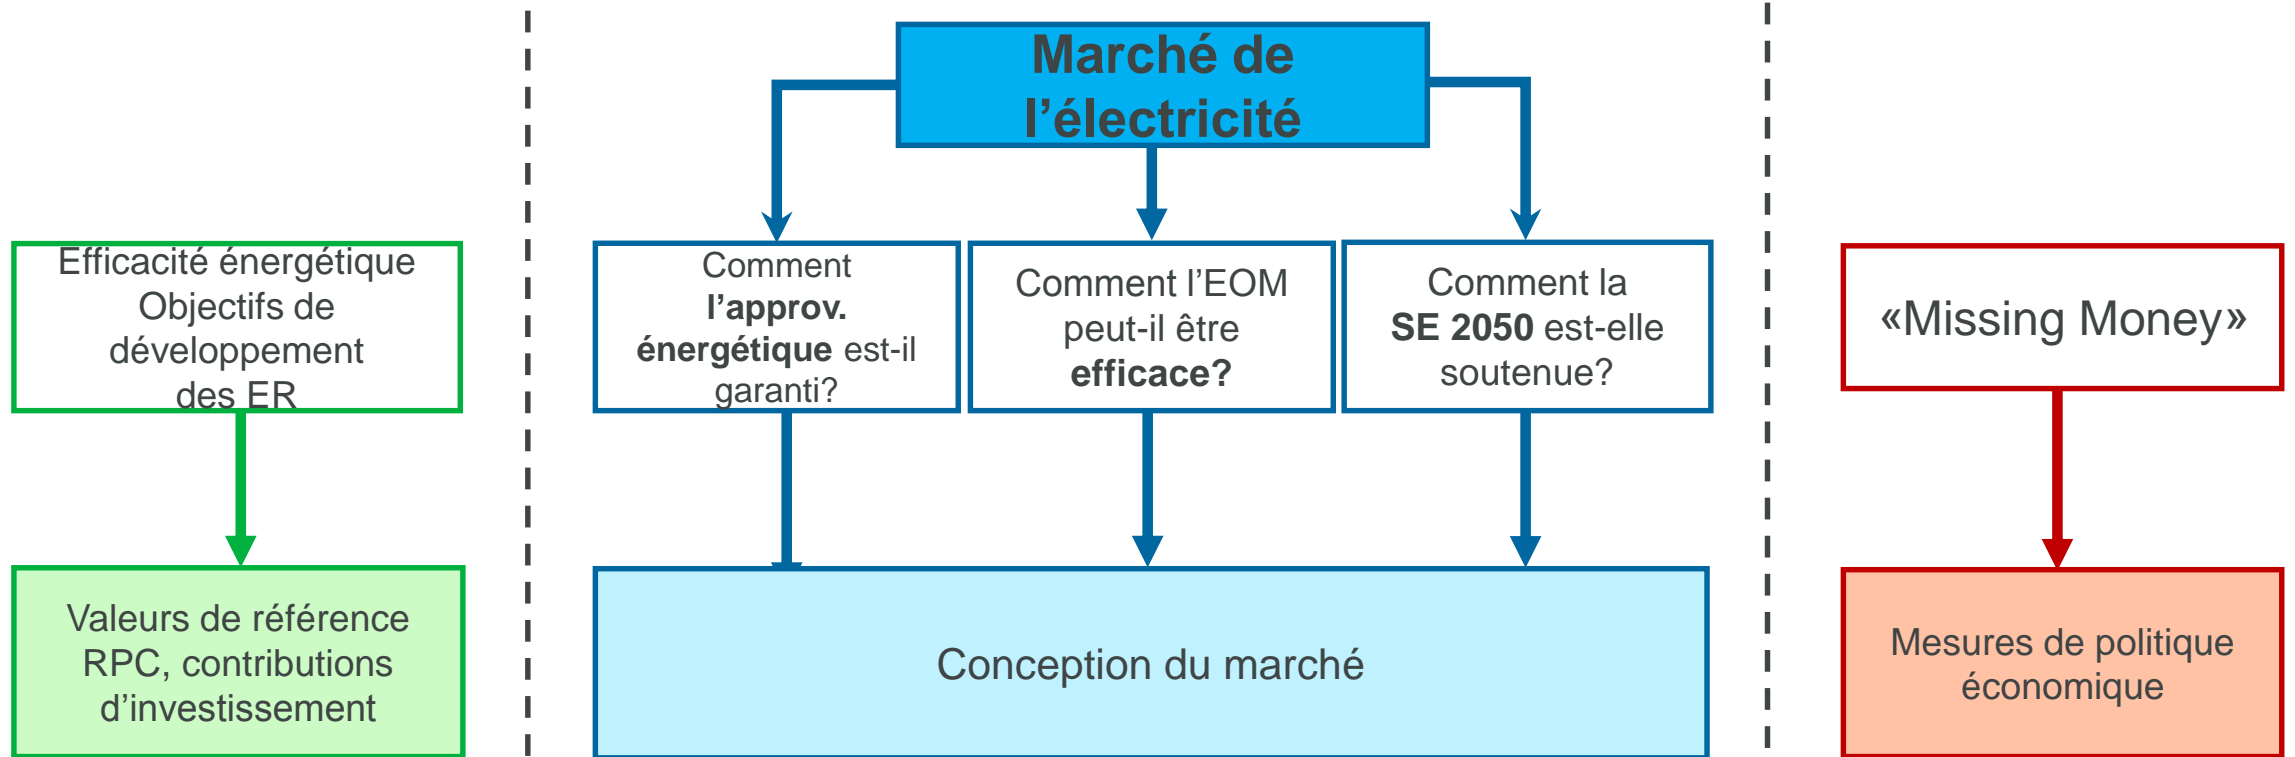 Marché de
l’électricité
Efficacité énergétique
Objectifs de
développement
des ER
Comment
l’approv.
énergétique est-il
garanti?
Comment l’EOM
peut-il être
efficace?
Comment la
SE 2050 est-elle
soutenue?
«Missing Money»
Valeurs de référence
RPC, contributions
d’investissement
Conception du marché
Mesures de politique
économique